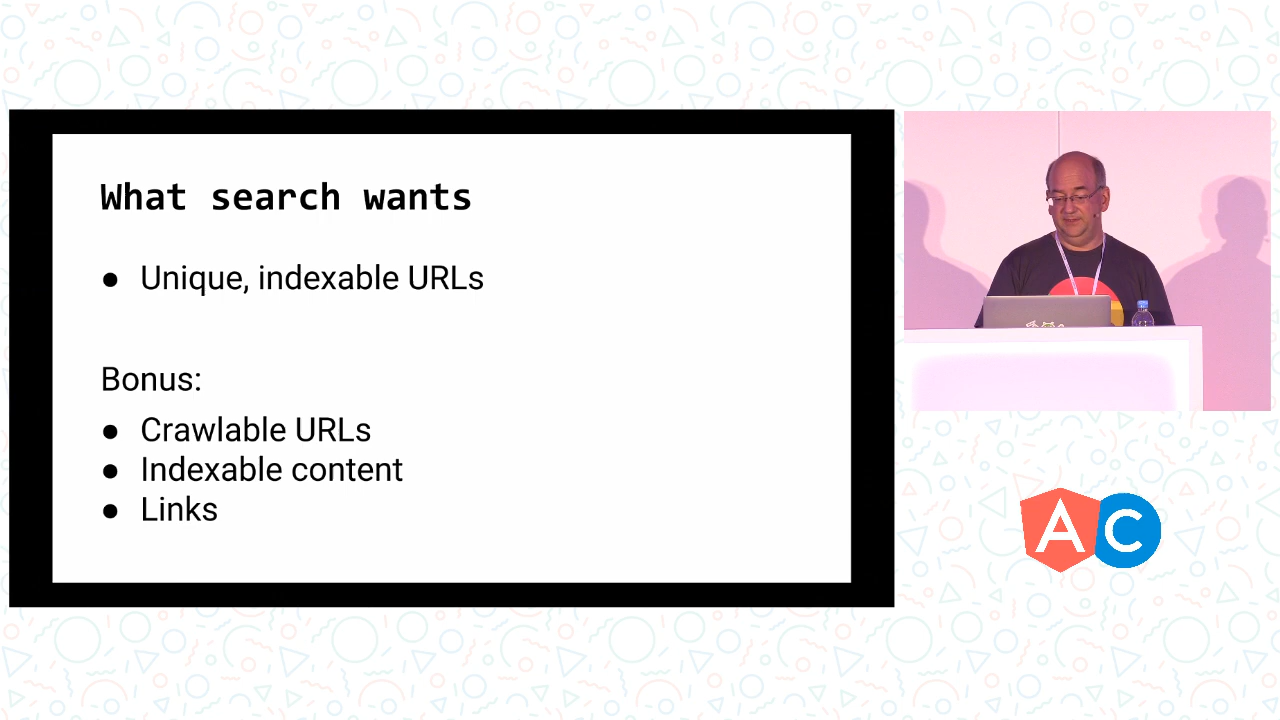 What search wants
● Unique, indexable URLs
Bonus:
● Crawlable URLs
● Indexable content
● Links
AC